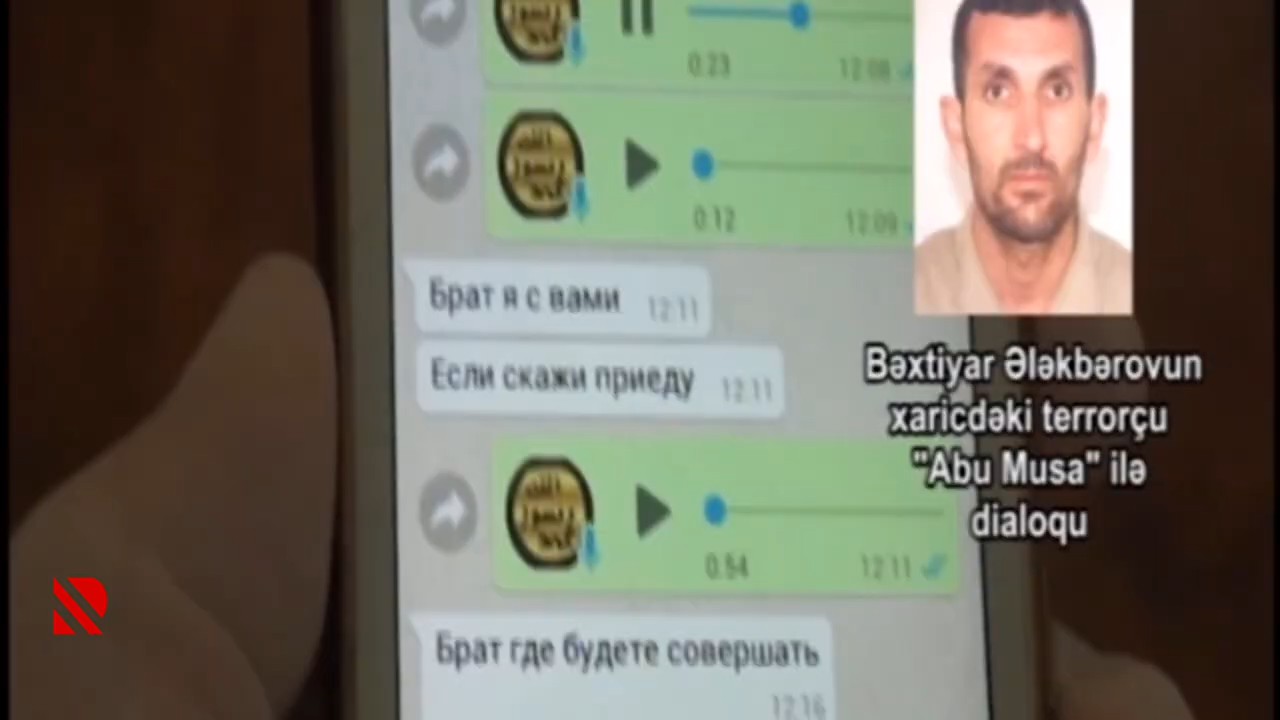 0:23 12:08
0:12 12:09
Брат я с вами 12:11
Если скажи приеду 12:11
0:54 12:11
Брат где будете совершать
12:16
Bəxtiyar Ələkbərovun
xaricdəki terrorçu
"Abu Musa" ilə
dialoqu